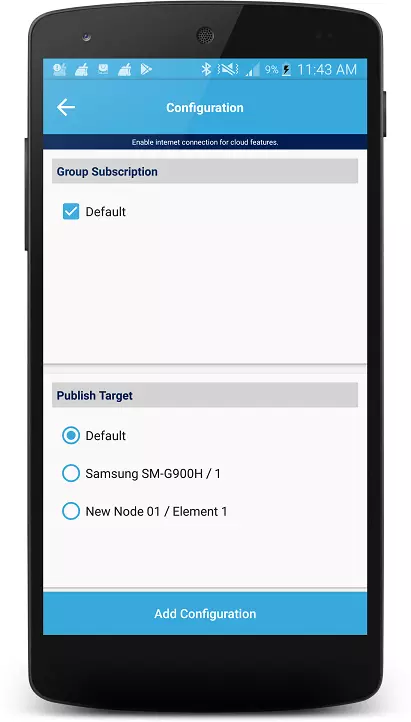 9% 11:43 AM
Configuration
Enable internet connection for cloud features.
Group Subscription
Default
Publish Target
Default
Samsung SM-G900H / 1
New Node 01 / Element 1
Add Configuration